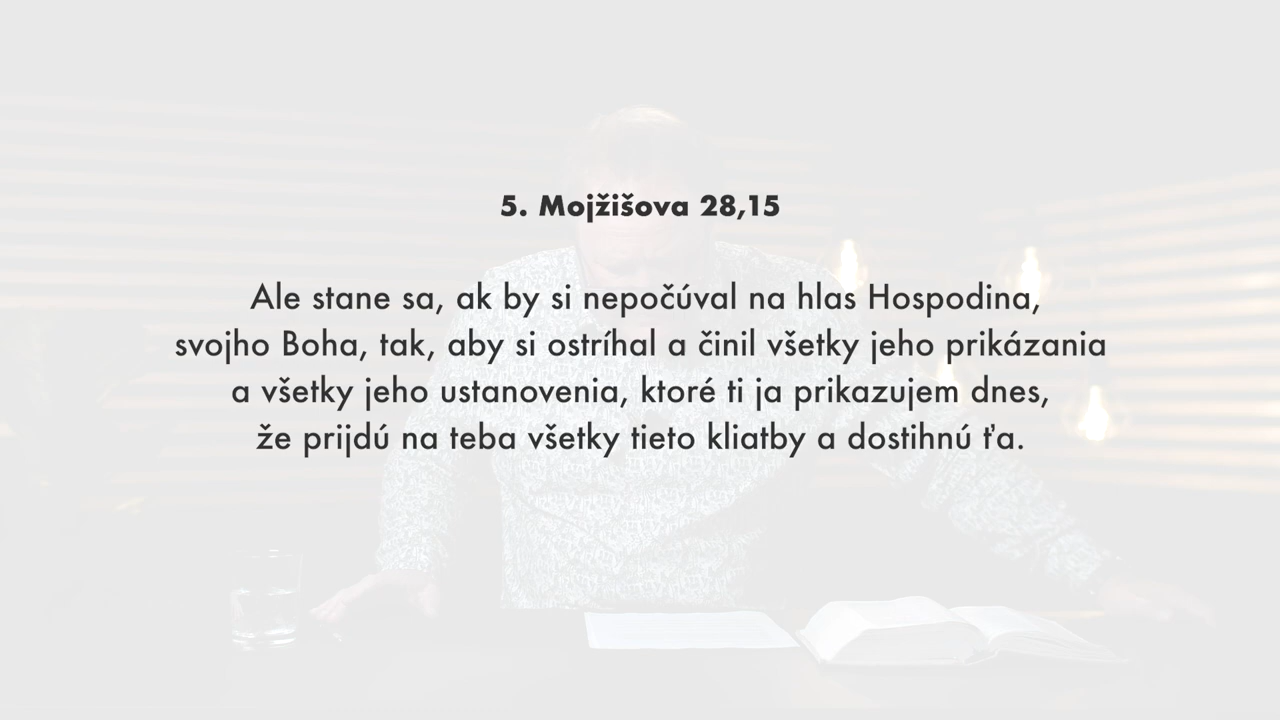 5. Mojžišova 28,15
Ale stane sa, ak by si nepočúval na hlas Hospodina,
svojho Boha, tak, aby si ostríhal a činil všetky jeho prikázania
a všetky jeho ustanovenia, ktoré ti ja prikazujem dnes,
že prijdú na teba všetky tieto kliatby a dostihnú ťa.